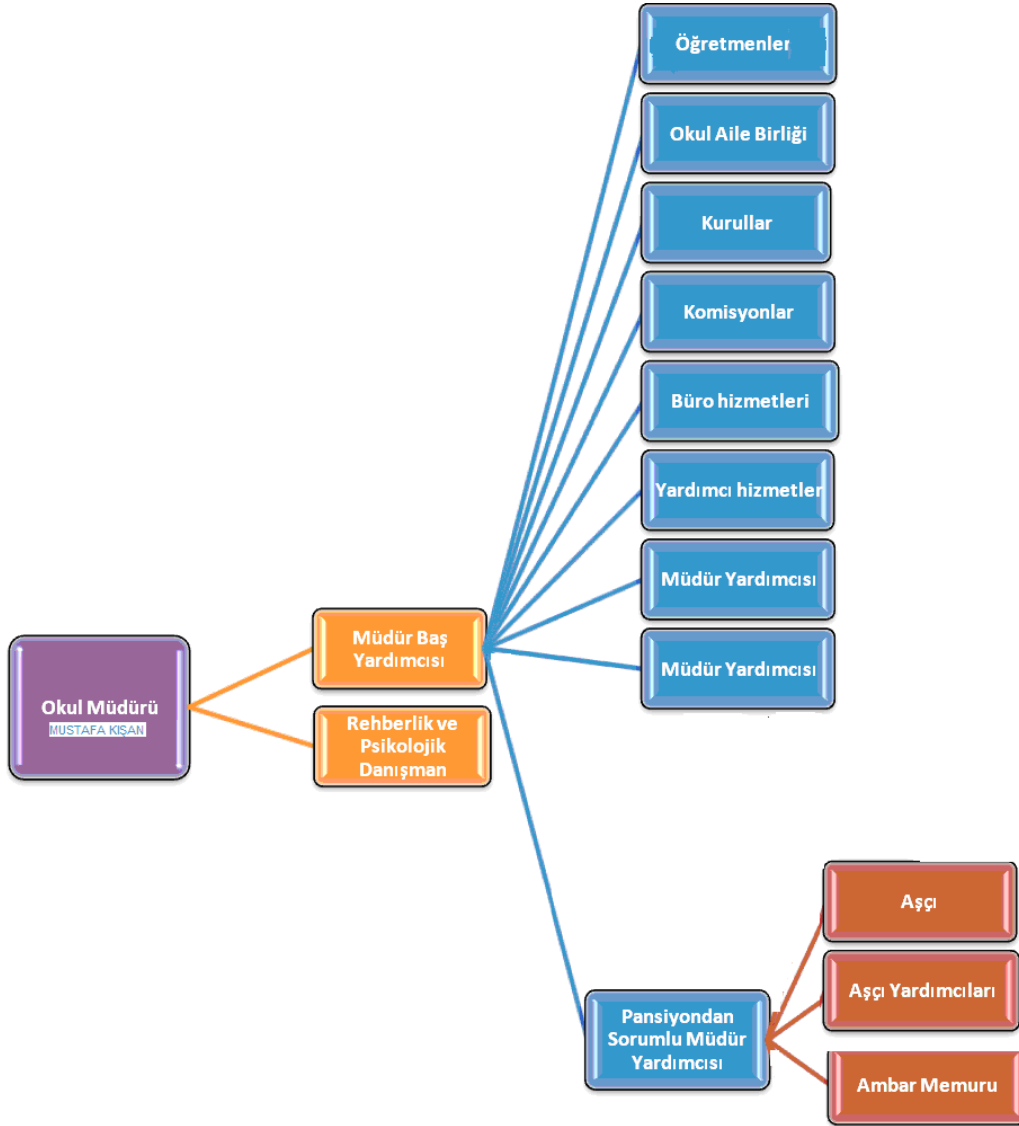 Öğretmenler
Okul Aile Birliği
Kurullar
Komisyonlar
Büro hizmetleri
Yardımcı hizmetler
Müdür Yardımcısı
Müdür Yardımcısı
Müdür Baş
Yardımcısı
Okul Müdürü
MUSTAFA KIŞAN
Rehberlik ve
Psikolojik
Danışman
Aşçı
Aşçı Yardımcıları
Pansiyondan
Sorumlu Müdür
Yardımcısı
Ambar Memuru